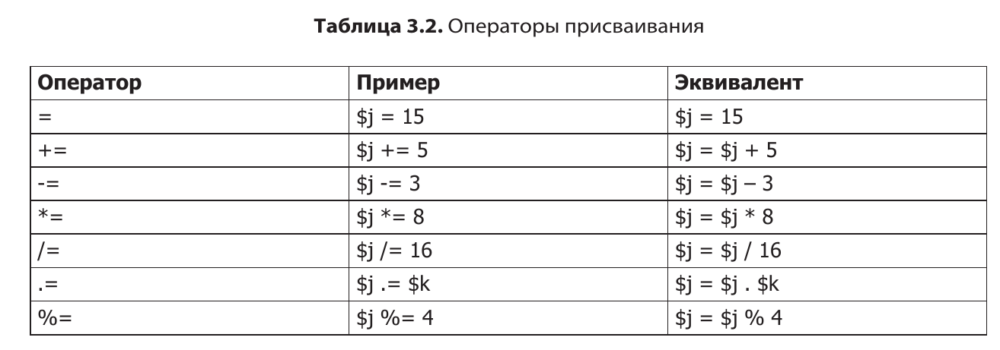 Таблица 3.2. Операторы присваивания
Оператор Пример Эквивалент
= $j = 15 $j = 15
+= $j += 5 $j = $j + 5
-= $j -= 3 $j = $j – 3
*= $j *= 8 $j = $j * 8
/= $j /= 16 $j = $j / 16
.= $j .= $k $j = $j . $k
%= $j %= 4 $j = $j % 4